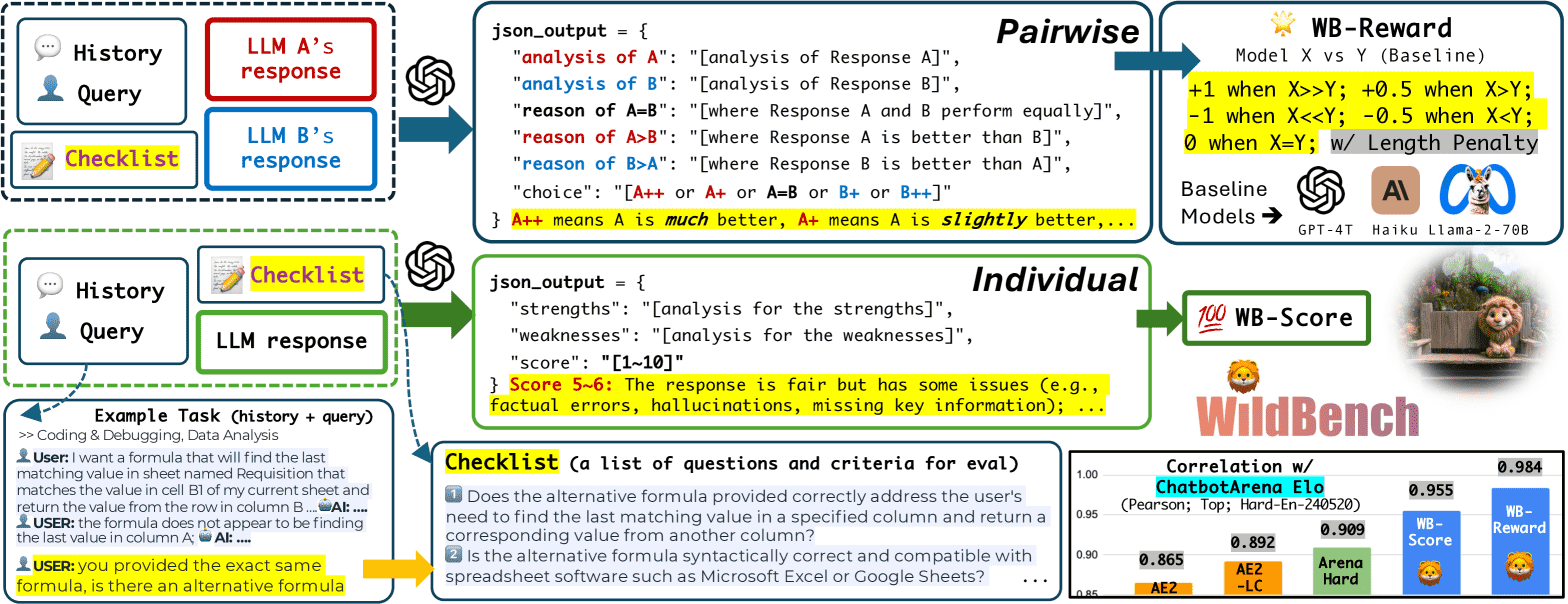 History
Query
Checklist
LLM A's
response
LLM B's
response
json_output = {
Pairwise
"analysis of A": "[analysis of Response A]",
"analysis of B": "[analysis of Response B]",
"reason of A=B": "[where Response A and B perform equally]",
"reason of A>B": "[where Response A is better than B]",
"reason of B>A": "[where Response B is better than A]",
"choice": "[A++ or A+ or A=B or B+ or B++]"
} A++ means A is much better, A+ means A is slightly better,...
WB-Reward
Model X vs Y (Baseline)
+1 when X>>Y; +0.5 when X>Y;
-1 when X<<Y; -0.5 when X<Y;
0 when X=Y; w/ Length Penalty
Baseline
Models
GPT-4T Haiku Llama-2-70B
History
Query
Checklist
LLM response
json_output = {
Individual
"strengths": "[analysis for the strengths]",
"weaknesses": "[analysis for the weaknesses]",
"score": "[1~10]"
} Score 5~6: The response is fair but has some issues (e.g.,
factual errors, hallucinations, missing key information); ...
100 WB-Score
WildBench
Example Task (history + query)
>> Coding & Debugging, Data Analysis
User: I want a formula that will find the last
matching value in sheet named Requisition that
matches the value in cell B1 of my current sheet and
return the value from the row in column B .... AI: ....
USER: the formula does not appear to be finding
the last value in column A; AI: ....
USER: you provided the exact same
formula, is there an alternative formula
Checklist (a list of questions and criteria for eval)
1 Does the alternative formula provided correctly address the user's
need to find the last matching value in a specified column and return a
corresponding value from another column?
2 Is the alternative formula syntactically correct and compatible with
spreadsheet software such as Microsoft Excel or Google Sheets? ...
Correlation w/
ChatbotArena Elo
(Pearson; Top; Hard-En-240520)
1.00
0.95
0.90
0.85
0.865
AE2
0.892
AE2
-LC
0.909
Arena
Hard
0.955
WB-
Score
0.984
WB-
Reward